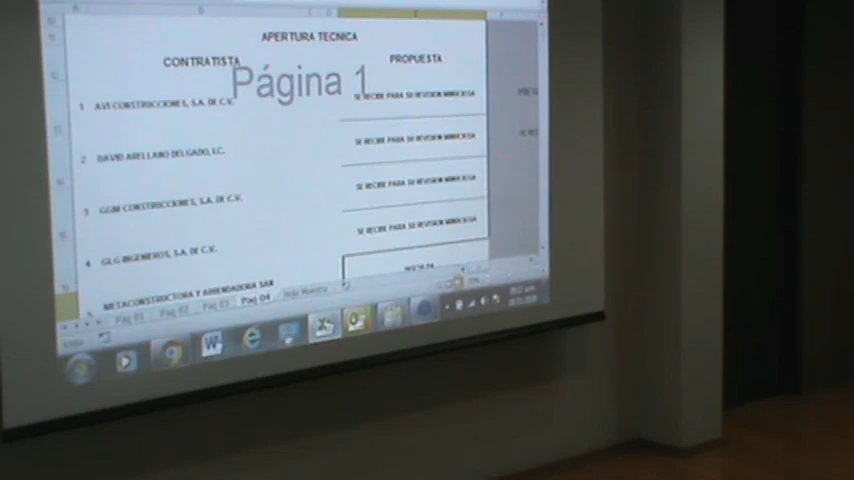 APERTURA TECNICA
CONTRATISTA PROPUESTA
Página 1
1 AVI CONSTRUCCIONES, S.A. DE C.V. SE RECIBE PARA SU REVISION MINUCIOSA
2 DAVID ARELLANO DELGADO, I.C. SE RECIBE PARA SU REVISION MINUCIOSA
3 GGM CONSTRUCCIONES, S.A. DE C.V. SE RECIBE PARA SU REVISION MINUCIOSA
4 GLG INGENIEROS, S.A. DE C.V. SE RECIBE PARA SU REVISION MINUCIOSA
METACONSTRUCTORA Y ARRENDADORA SAN
Pag 01 Pag 02 Pag 03 Pag 04 Hoja Muestra